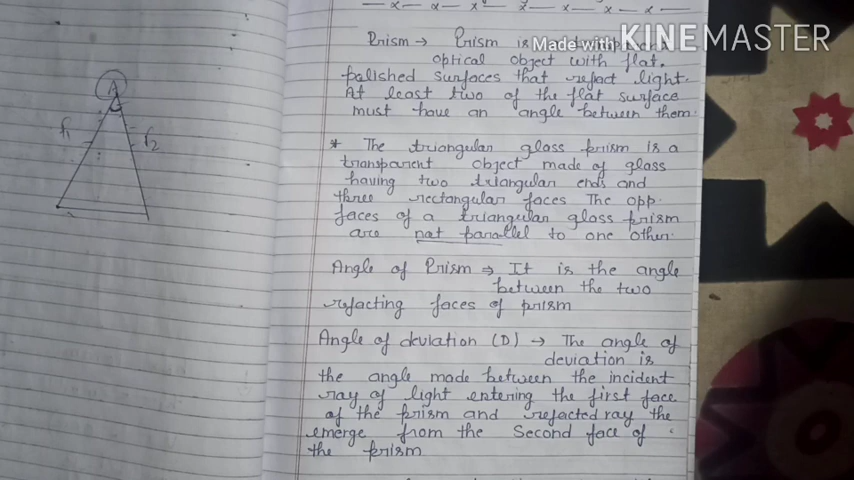 — x — x — x — x — x — x —
Made with KINEMASTER
Prism → Prism is
optical object with flat,
polished surfaces that refract light.
At least two of the flat surface
must have an angle between them.
* The triangular glass prism is a
transparent object made of glass
having two triangular ends and
three rectangular faces The opp.
faces of a triangular glass prism
are not parallel to one other.
Angle of Prism → It is the angle
between the two
refacting faces of prism
Angle of deviation (D) → The angle of
deviation is
the angle made between the incident
ray of light entering the first face
of the prism and refacted ray the
emerge from the Second face of
the prism
A
f1
f2